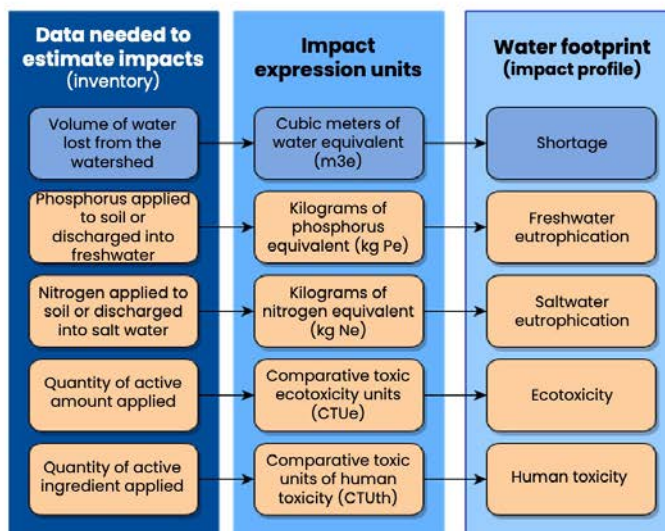 Data needed to
estimate impacts
(inventory)
Impact
expression units
Water footprint
(impact profile)
Volume of water
lost from the
watershed
Cubic meters of
water equivalent
(m3e)
Shortage
Phosphorus applied
to soil or
discharged into
freshwater
Kilograms of
phosphorus
equivalent (kg Pe)
Freshwater
eutrophication
Nitrogen applied to
soil or discharged
into salt water
Kilograms of
nitrogen equivalent
(kg Ne)
Saltwater
eutrophication
Quantity of active
amount applied
Comparative toxic
ecotoxicity units
(CTUe)
Ecotoxicity
Quantity of active
ingredient applied
Comparative toxic
units of human
toxicity (CTUth)
Human toxicity